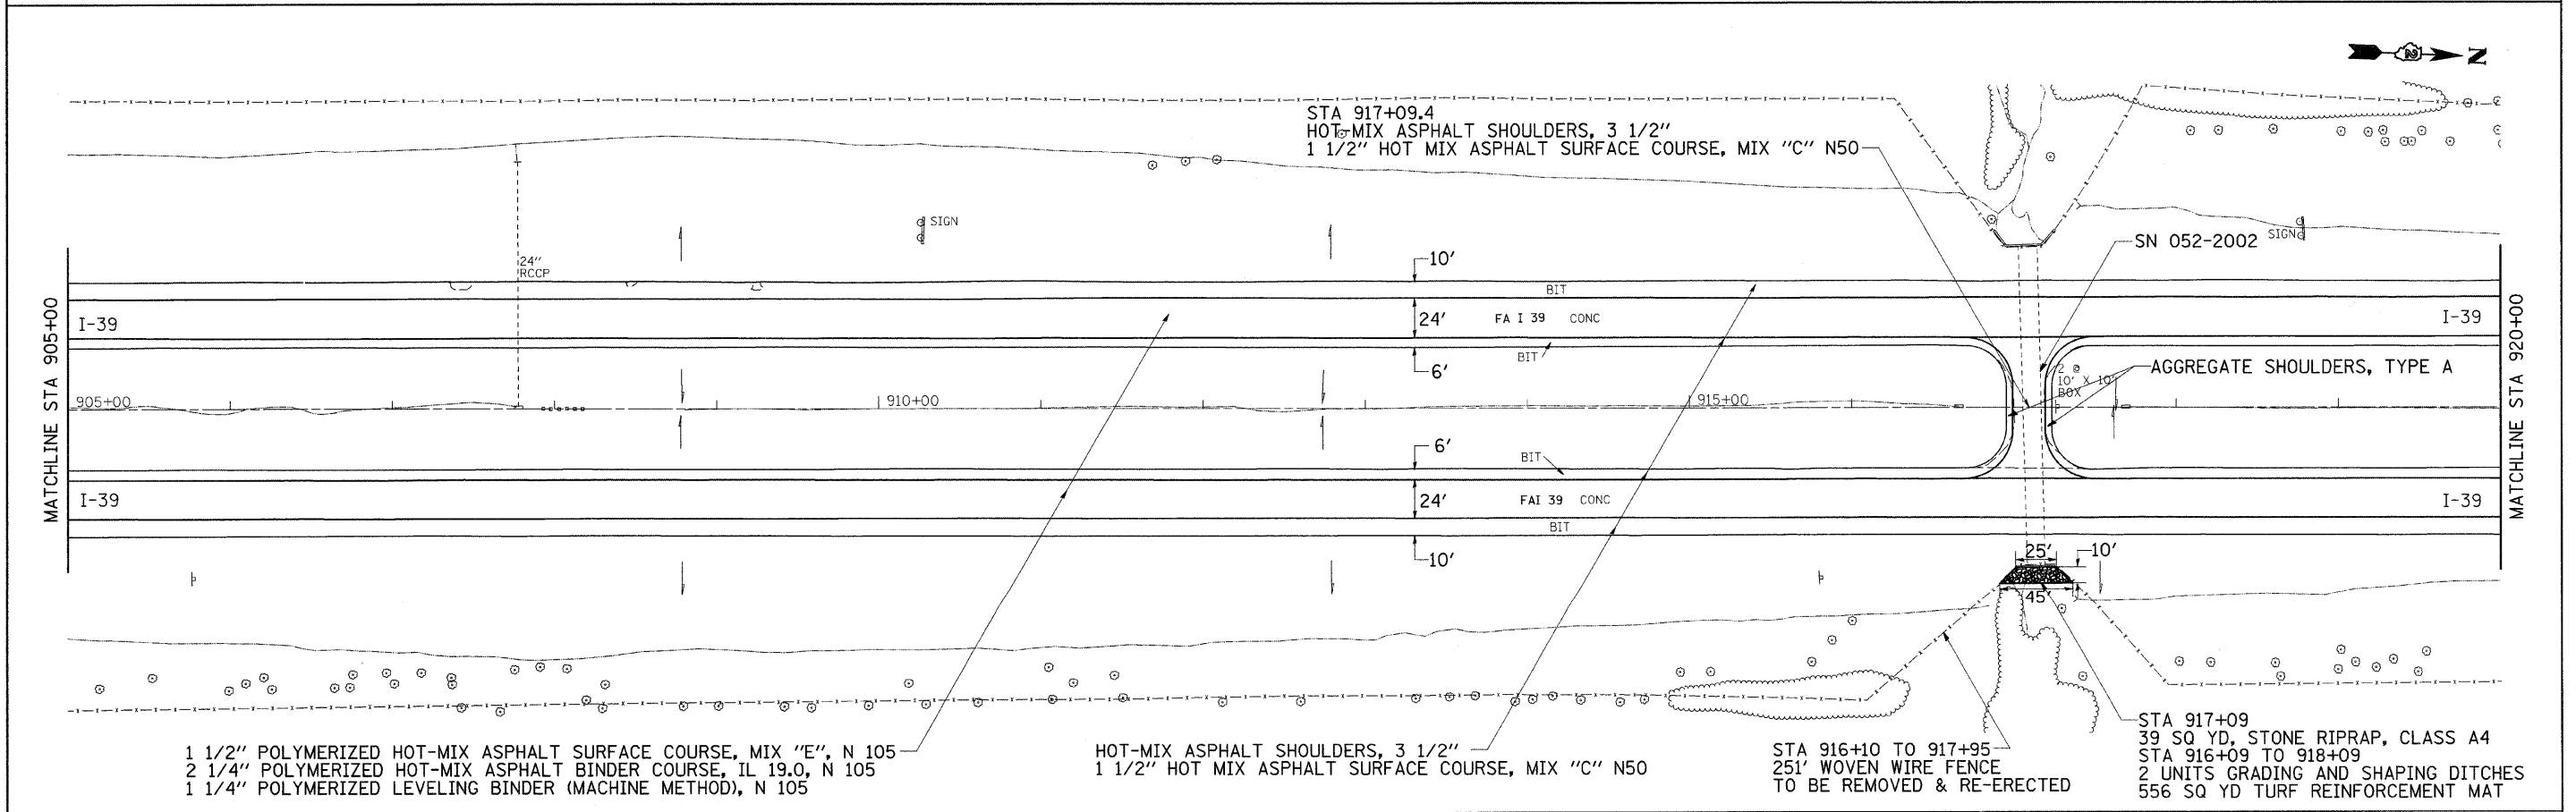 N
STA 917+09.4
HOT-MIX ASPHALT SHOULDERS, 3 1/2"
1 1/2" HOT MIX ASPHALT SURFACE COURSE, MIX "C" N50
SIGN
SN 052-2002
SIGN
24"
RCCP
10'
BIT
I-39
24'
FA I 39 CONC
I-39
BIT
6'
AGGREGATE SHOULDERS, TYPE A
2 @
10' X 10'
BOX
MATCHLINE STA 905+00
905+00
910+00
915+00
MATCHLINE STA 920+00
6'
BIT
I-39
24'
FAI 39 CONC
I-39
BIT
10'
25'
10'
45'
1 1/2" POLYMERIZED HOT-MIX ASPHALT SURFACE COURSE, MIX "E", N 105
2 1/4" POLYMERIZED HOT-MIX ASPHALT BINDER COURSE, IL 19.0, N 105
1 1/4" POLYMERIZED LEVELING BINDER (MACHINE METHOD), N 105
HOT-MIX ASPHALT SHOULDERS, 3 1/2"
1 1/2" HOT MIX ASPHALT SURFACE COURSE, MIX "C" N50
STA 916+10 TO 917+95
251' WOVEN WIRE FENCE
TO BE REMOVED & RE-ERECTED
STA 917+09
39 SQ YD, STONE RIPRAP, CLASS A4
STA 916+09 TO 918+09
2 UNITS GRADING AND SHAPING DITCHES
556 SQ YD TURF REINFORCEMENT MAT